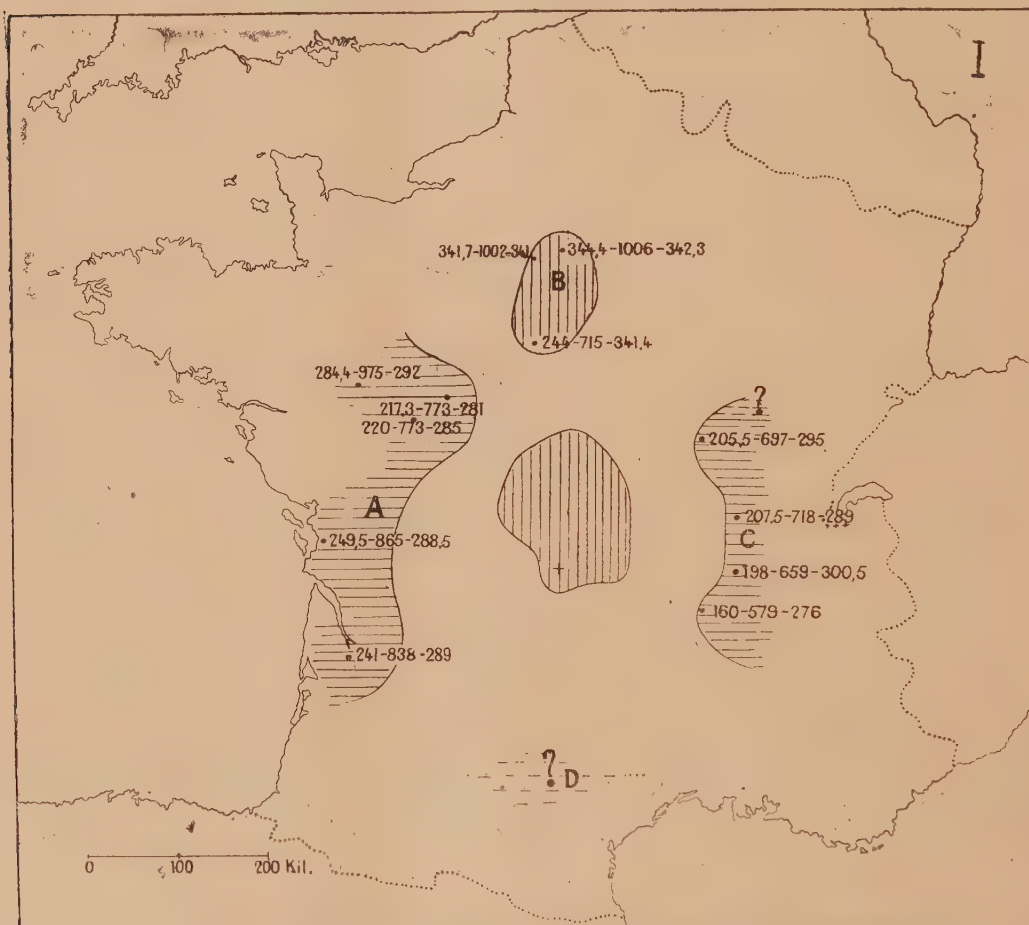 I
341,7-1002-341
344,4-1006-342,3
B
244-715-341,4
284,4-975-292
217,3-773-281
220-773-285
?
205,5-697-295
A
207,5-718-289
249,5-865-288,5
C
198-659-300,5
160-579-276
241-838-289
?
D
0 100 200 Kil.